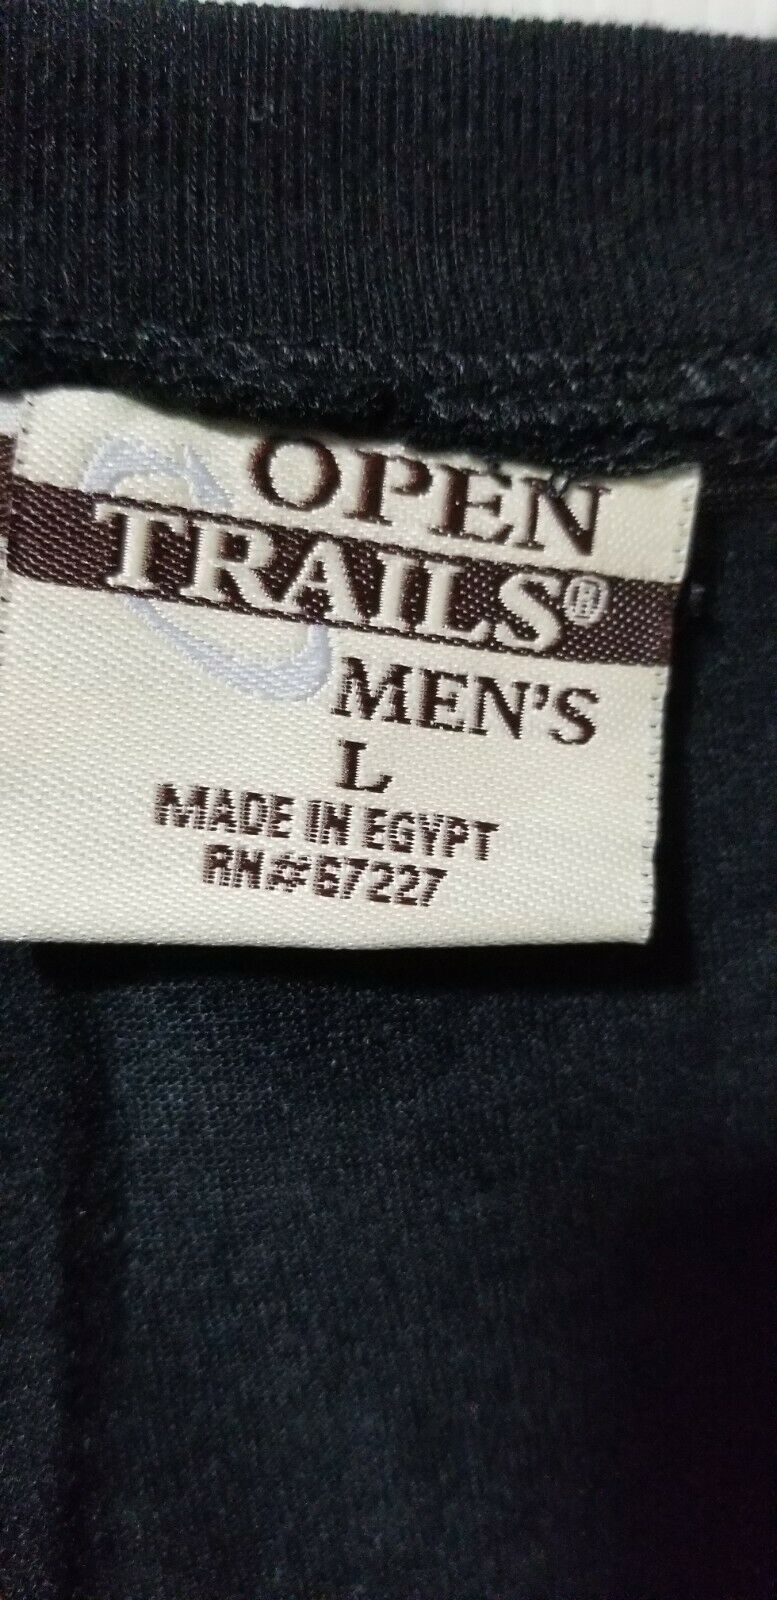 OPEN
TRAILS®
MEN'S
L
MADE IN EGYPT
RN#67227